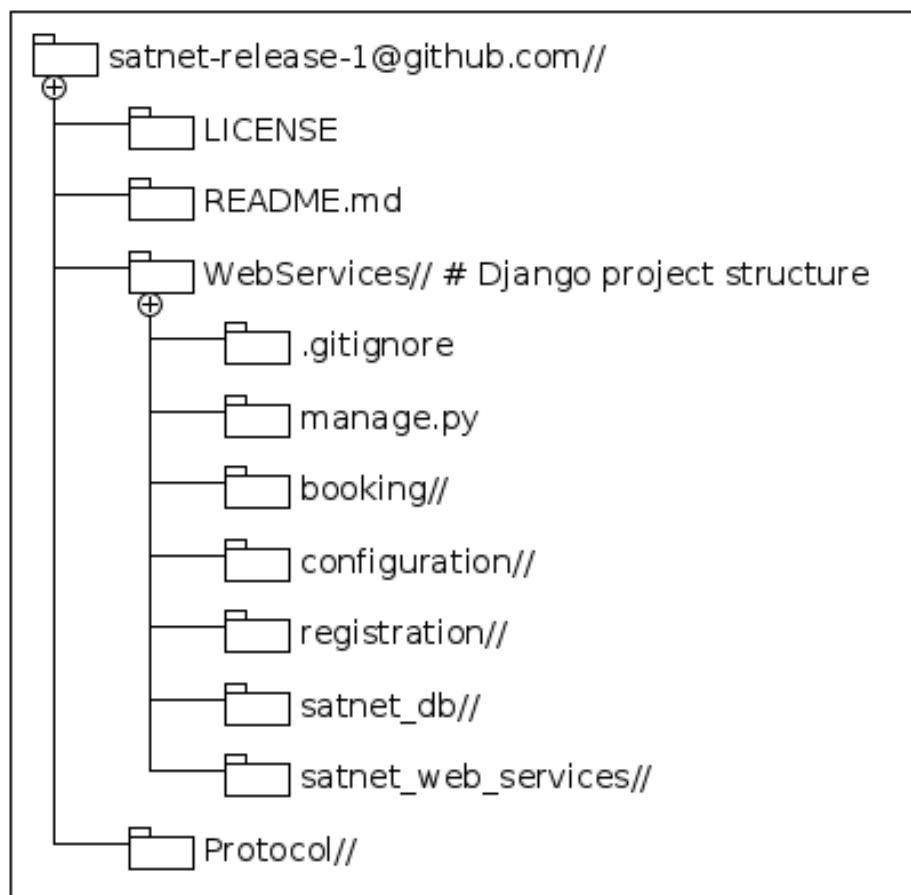 satnet-release-1@github.com//
LICENSE
README.md
WebServices// # Django project structure
.gitignore
manage.py
booking//
configuration//
registration//
satnet_db//
satnet_web_services//
Protocol//